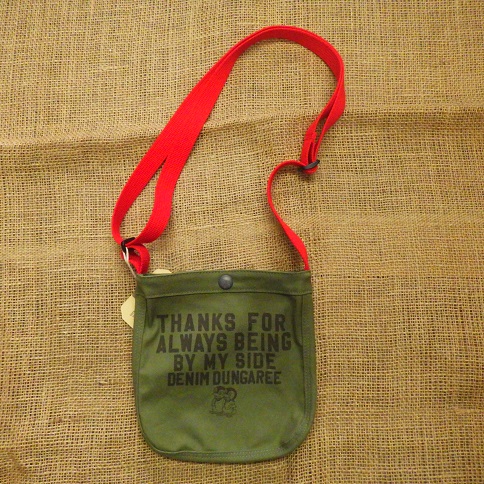 THANKS FOR
ALWAYS BEING
BY MY SIDE
DENIM DUNGAREE